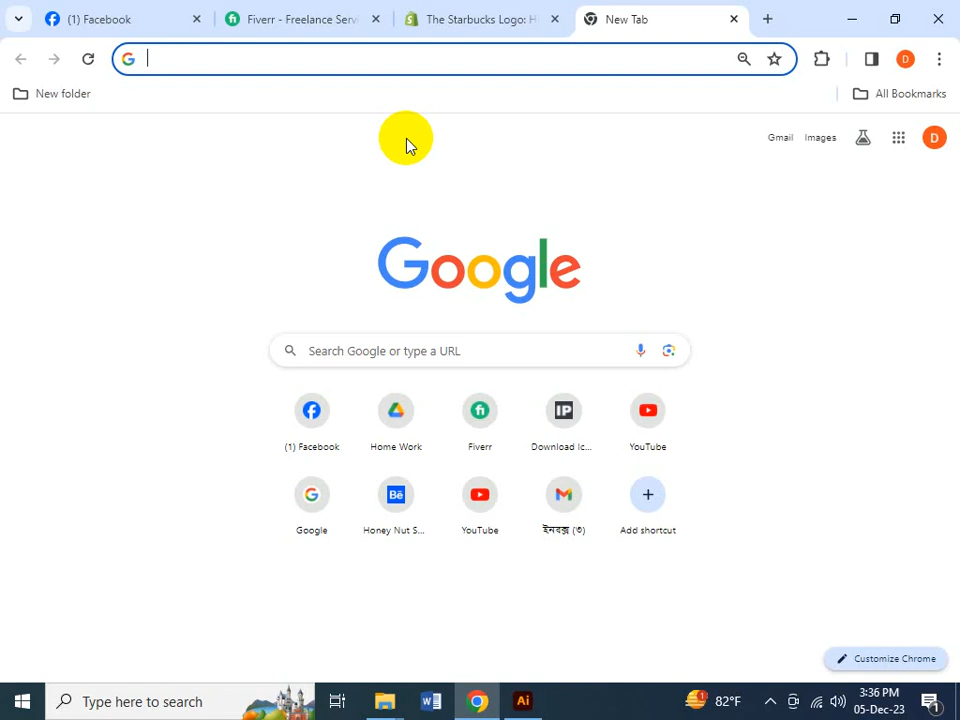 (1) Facebook
Fiverr - Freelance Serv
The Starbucks Logo: H
New Tab
New folder
All Bookmarks
D
Gmail
Images
D
Google
Search Google or type a URL
(1) Facebook
Home Work
Fiverr
Download Ic...
YouTube
Google
Honey Nut S...
YouTube
ইনবক্স (৩)
Add shortcut
Customize Chrome
Type here to search
82°F
3:36 PM
05-Dec-23